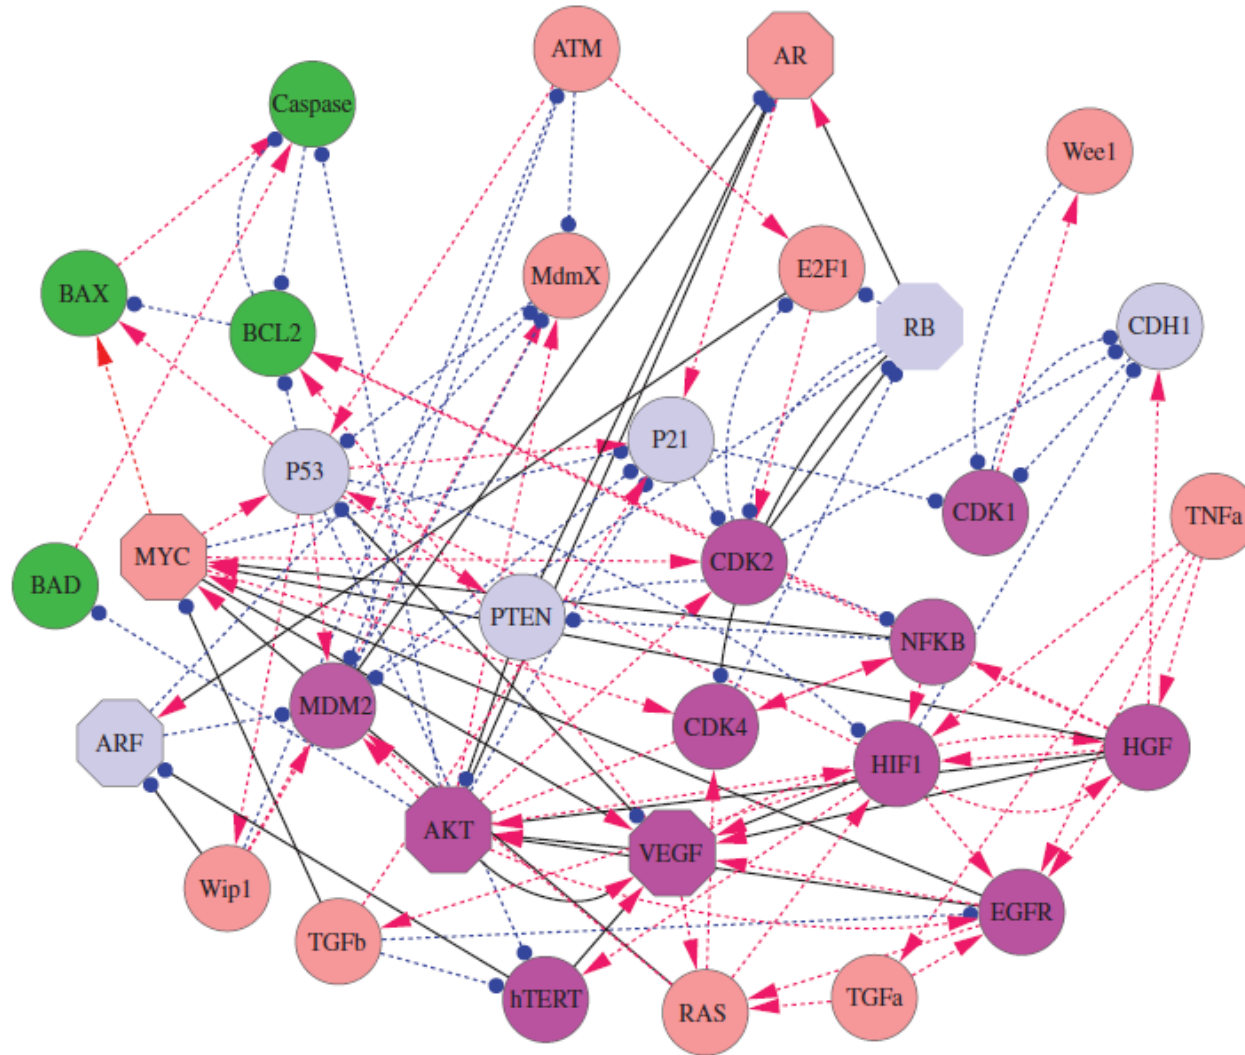 ATM
AR
Caspase
Wee1
MdmX
E2F1
BAX
BCL2
RB
CDH1
P21
P53
CDK1
TNFa
MYC
CDK2
BAD
PTEN
NFKB
MDM2
CDK4
ARF
HIF1
HGF
AKT
VEGF
Wip1
EGFR
TGFb
hTERT
RAS
TGFa